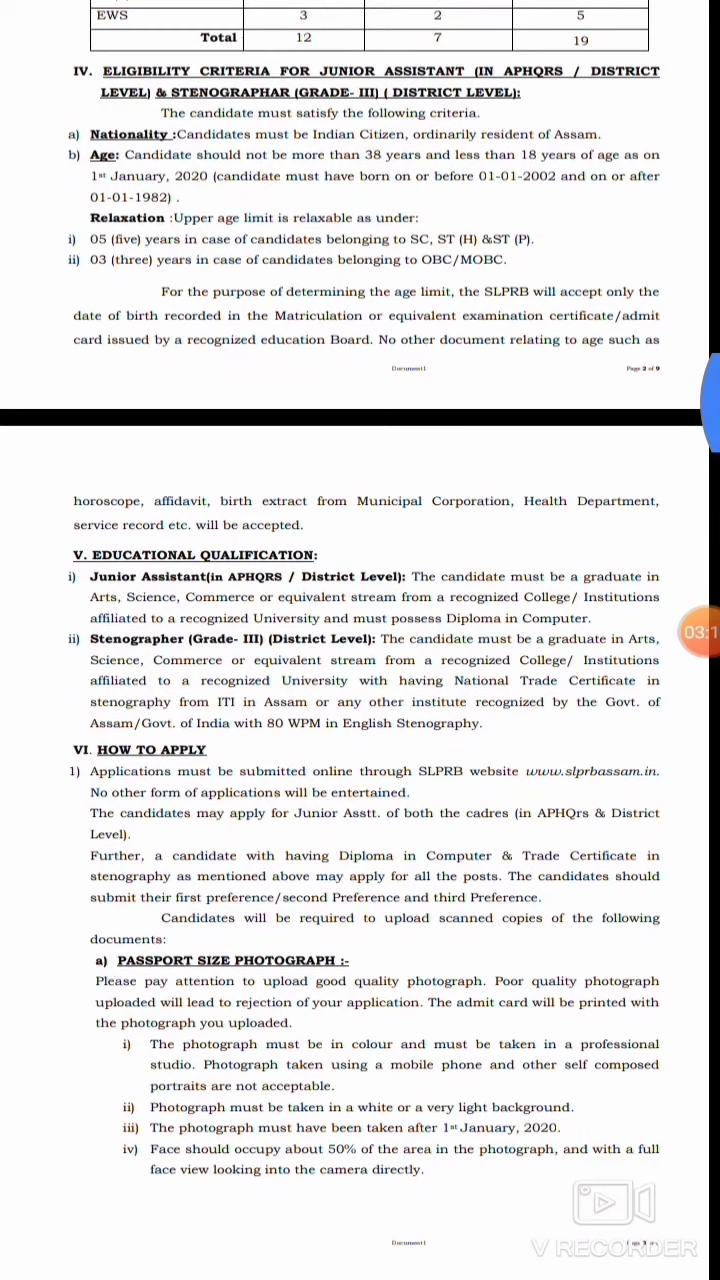 EWS 3 2 5
Total 12 7 19
IV. ELIGIBILITY CRITERIA FOR JUNIOR ASSISTANT (IN APHQRS / DISTRICT
LEVEL) & STENOGRAPHAR (GRADE- III) ( DISTRICT LEVEL):
The candidate must satisfy the following criteria.
a) Nationality :Candidates must be Indian Citizen, ordinarily resident of Assam.
b) Age: Candidate should not be more than 38 years and less than 18 years of age as on
1st January, 2020 (candidate must have born on or before 01-01-2002 and on or after
01-01-1982) .
Relaxation :Upper age limit is relaxable as under:
i) 05 (five) years in case of candidates belonging to SC, ST (H) &ST (P).
ii) 03 (three) years in case of candidates belonging to OBC/MOBC.
For the purpose of determining the age limit, the SLPRB will accept only the
date of birth recorded in the Matriculation or equivalent examination certificate/admit
card issued by a recognized education Board. No other document relating to age such as
Document1 Page 2 of 9
horoscope, affidavit, birth extract from Municipal Corporation, Health Department,
service record etc. will be accepted.
V. EDUCATIONAL QUALIFICATION:
i) Junior Assistant(in APHQRS / District Level): The candidate must be a graduate in
Arts, Science, Commerce or equivalent stream from a recognized College/ Institutions
affiliated to a recognized University and must possess Diploma in Computer.
03:1
ii) Stenographer (Grade- III) (District Level): The candidate must be a graduate in Arts,
Science, Commerce or equivalent stream from a recognized College/ Institutions
affiliated to a recognized University with having National Trade Certificate in
stenography from ITI in Assam or any other institute recognized by the Govt. of
Assam/Govt. of India with 80 WPM in English Stenography.
VI. HOW TO APPLY
1) Applications must be submitted online through SLPRB website www.slprbassam.in.
No other form of applications will be entertained.
The candidates may apply for Junior Asstt. of both the cadres (in APHQrs & District
Level).
Further, a candidate with having Diploma in Computer & Trade Certificate in
stenography as mentioned above may apply for all the posts. The candidates should
submit their first preference/second Preference and third Preference.
Candidates will be required to upload scanned copies of the following
documents:
a) PASSPORT SIZE PHOTOGRAPH :-
Please pay attention to upload good quality photograph. Poor quality photograph
uploaded will lead to rejection of your application. The admit card will be printed with
the photograph you uploaded.
i) The photograph must be in colour and must be taken in a professional
studio. Photograph taken using a mobile phone and other self composed
portraits are not acceptable.
ii) Photograph must be taken in a white or a very light background.
iii) The photograph must have been taken after 1st January, 2020.
iv) Face should occupy about 50% of the area in the photograph, and with a full
face view looking into the camera directly.
Document1
V RECORDER